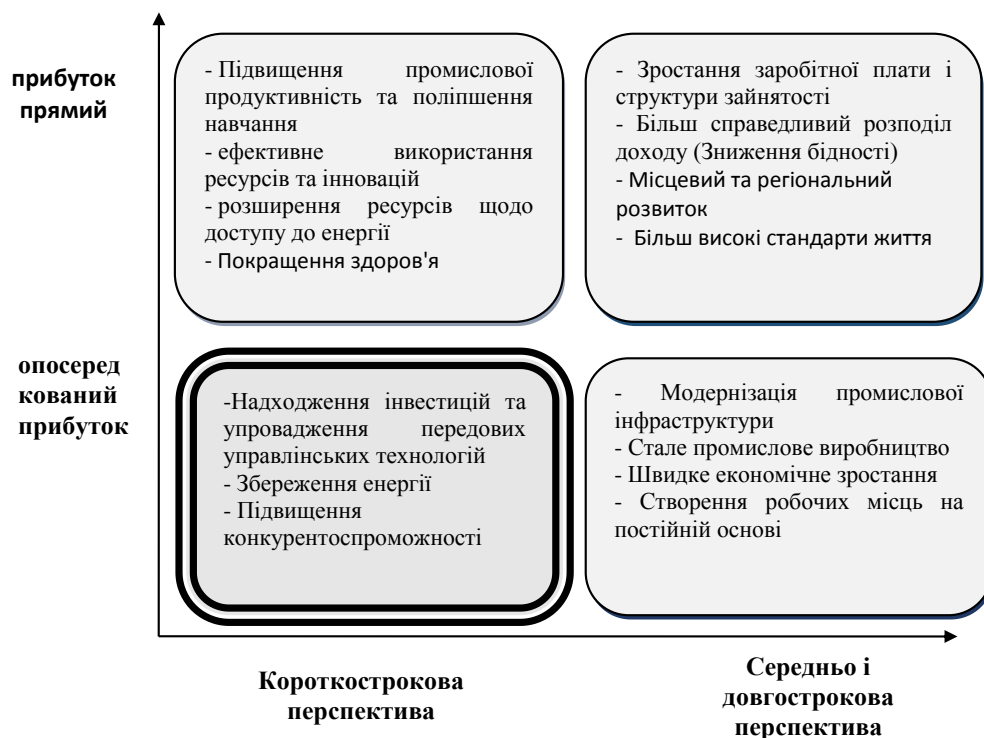 прибуток
прямий
- Підвищення промислової
продуктивність та поліпшення
навчання
- ефективне використання
ресурсів та інновацій
- розширення ресурсів щодо
доступу до енергії
- Покращення здоров'я
- Зростання заробітної плати і
структури зайнятості
- Більш справедливий розподіл
доходу (Зниження бідності)
- Місцевий та регіональний
розвиток
- Більш високі стандарти життя
опосеред
кований
прибуток
-Надходження інвестицій та
упровадження передових
управлінських технологій
- Збереження енергії
- Підвищення
конкурентоспроможності
- Модернізація промислової
інфраструктури
- Стале промислове виробництво
- Швидке економічне зростання
- Створення робочих місць на
постійній основі
Короткострокова
перспектива
Середньо і
довгострокова
перспектива